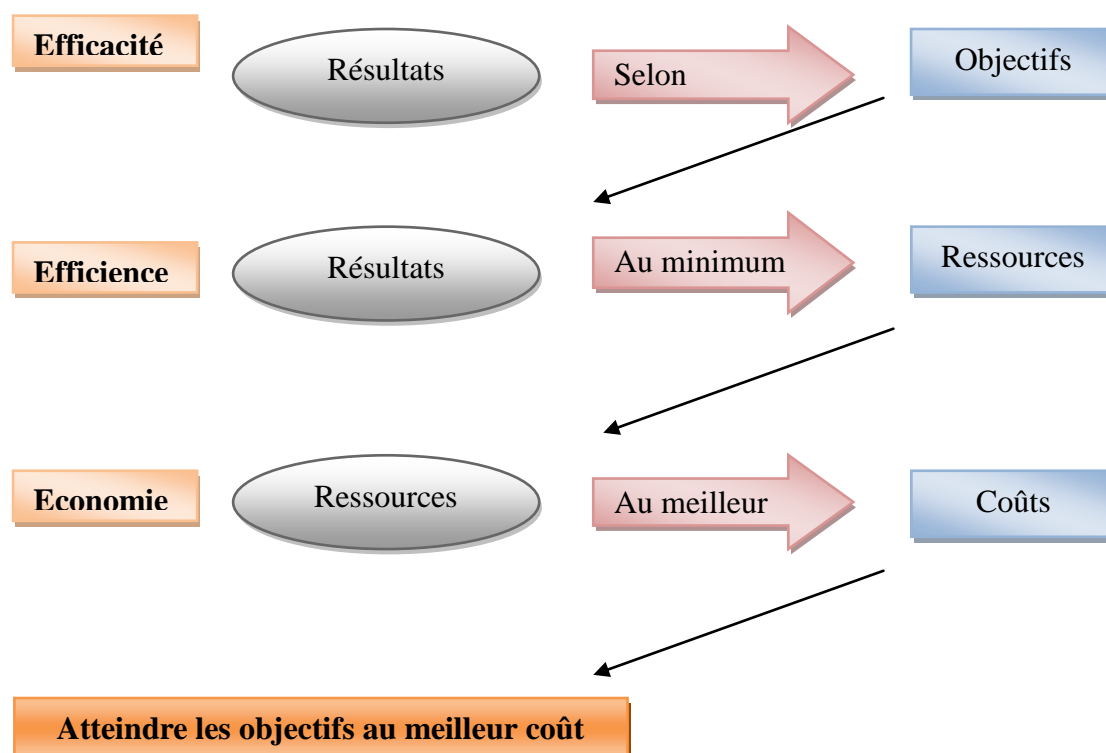 Efficacité
Résultats
Selon
Objectifs
Efficience
Résultats
Au minimum
Ressources
Economie
Ressources
Au meilleur
Coûts
Atteindre les objectifs au meilleur coût